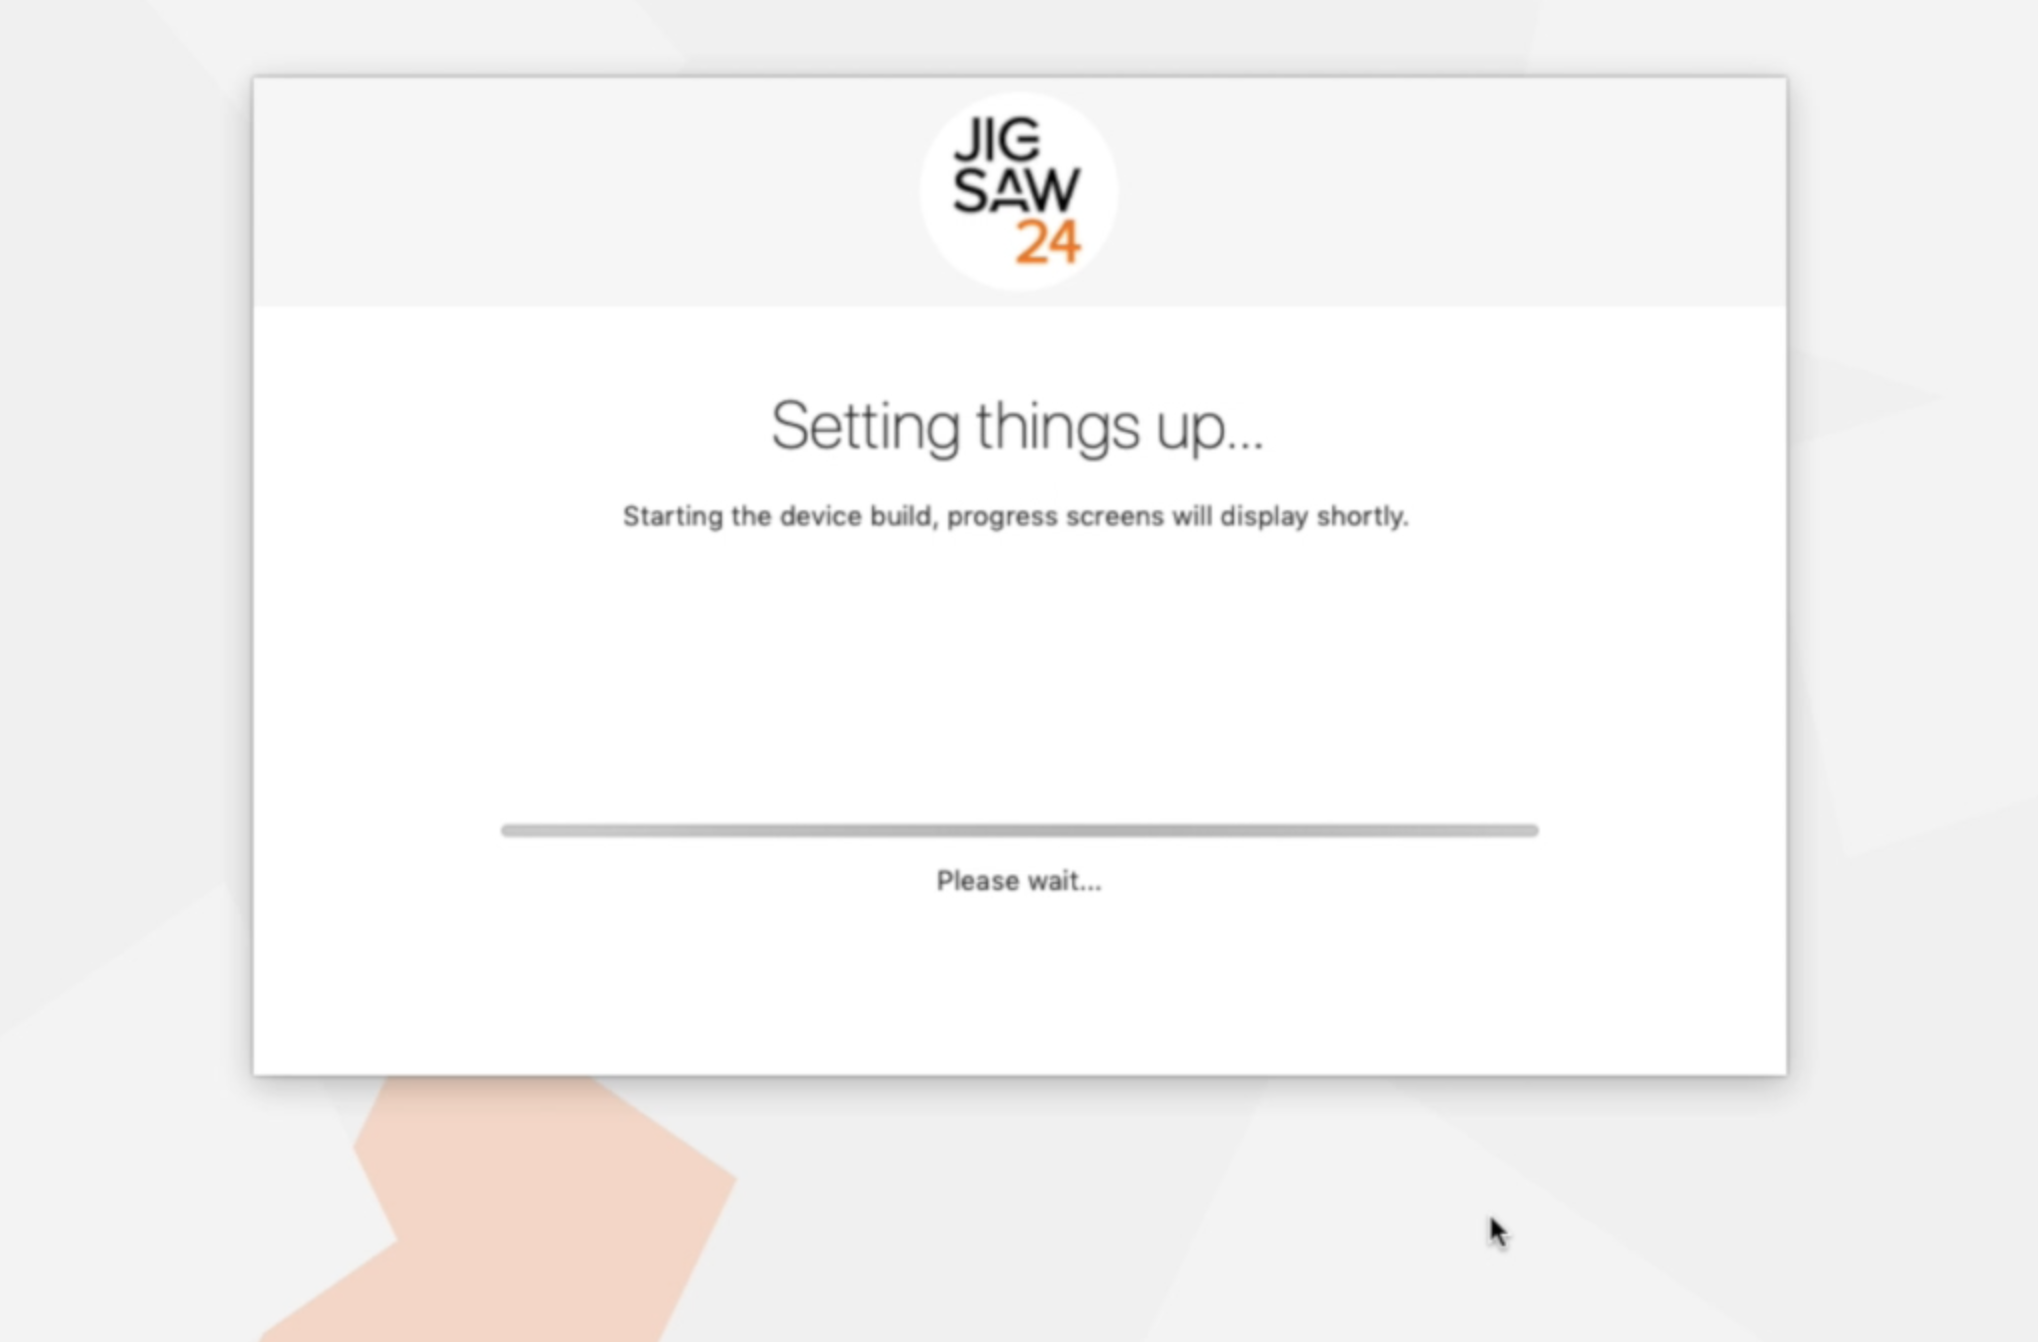 JIG
SAW
24
Setting things up...
Starting the device build, progress screens will display shortly.
Please wait...